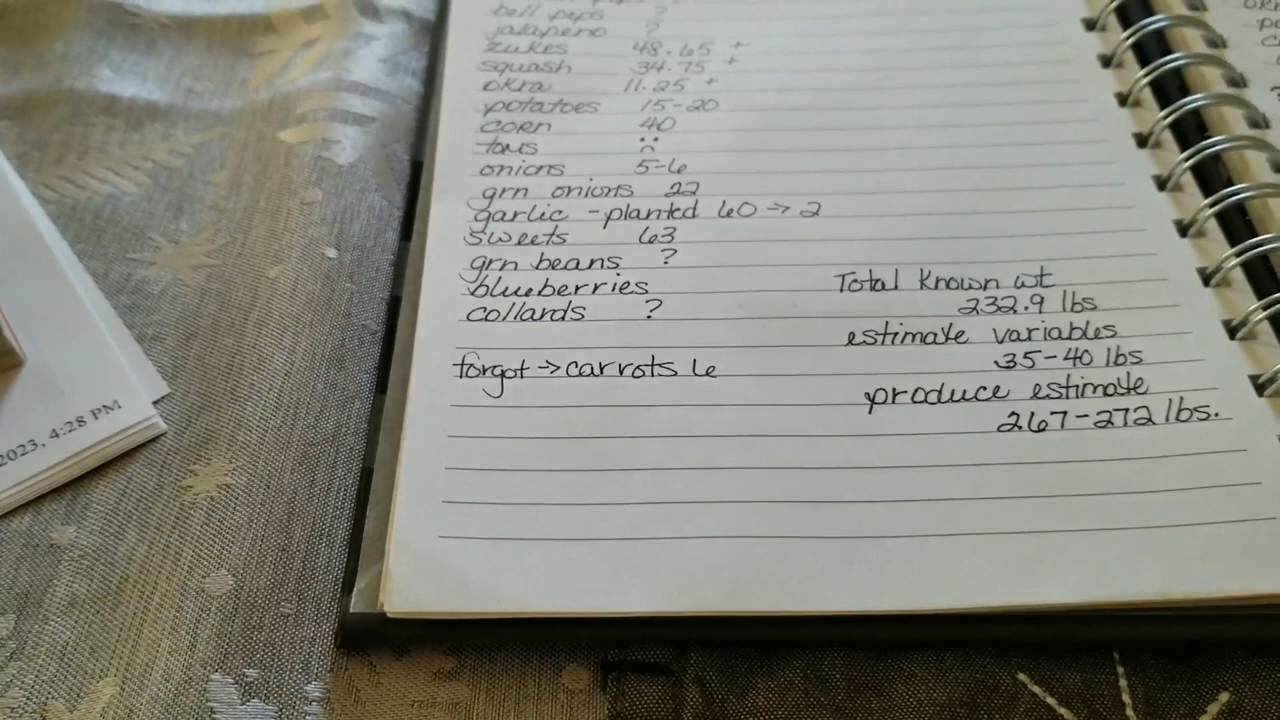 bell peps ?
jalapeno ?
zukes 48.65 +
squash 34.75 +
okra 11.25 +
potatoes 15-20
corn 40
toms :(
onions 5-6
grn onions 22
garlic - planted 60 → 2
sweets 63
grn beans ?
blueberries
collards ?
forgot → carrots 6
Total Known wt
232.9 lbs
estimate variables
35-40 lbs
produce estimate
267-272 lbs.
2023, 4:28 PM